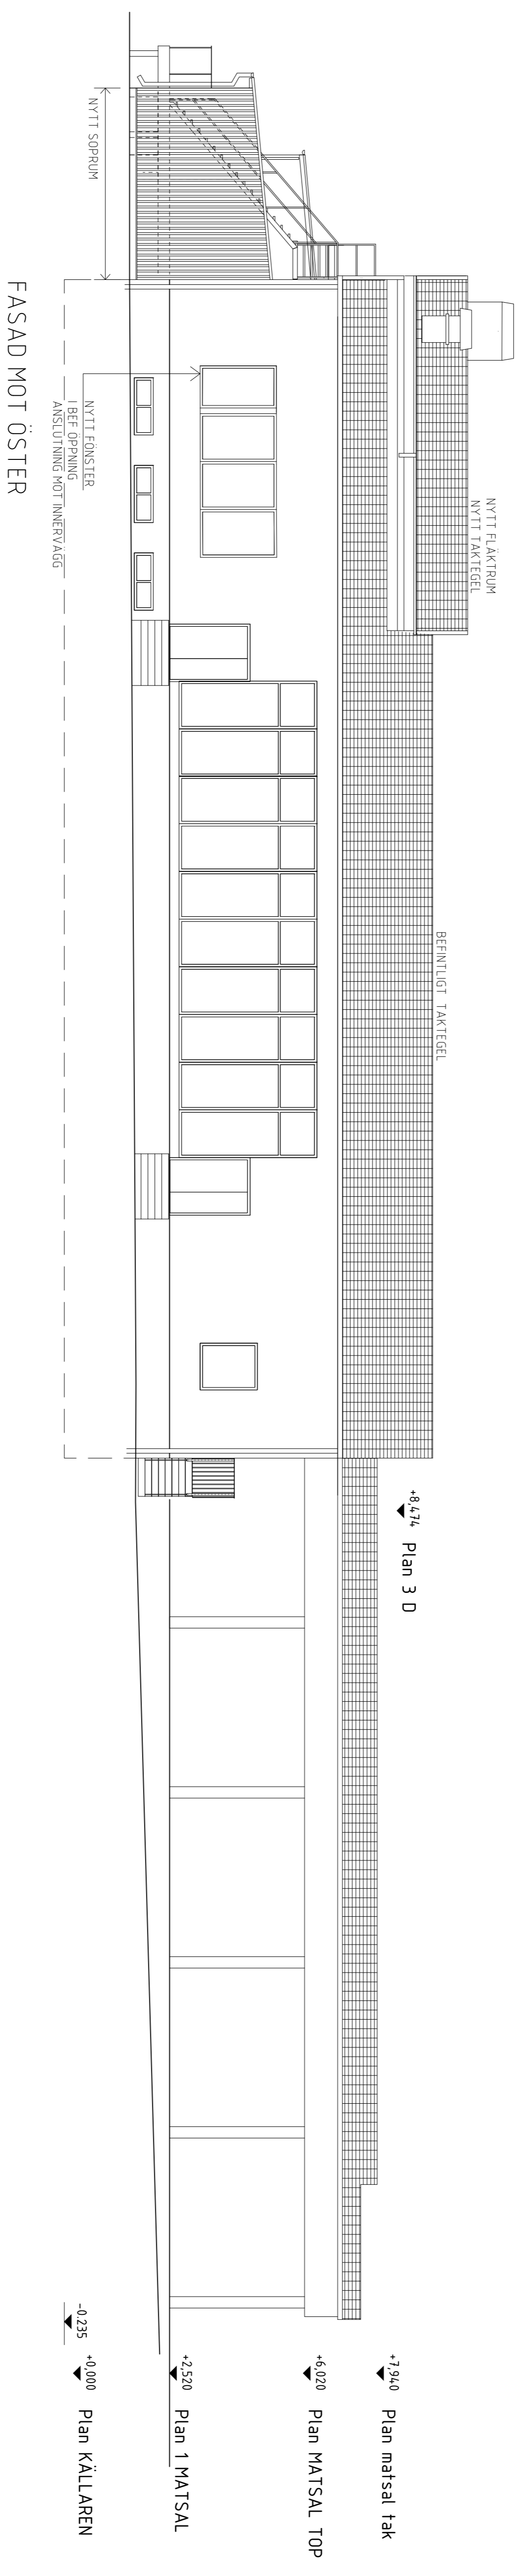 NYTT FLÄKTRUM
NYTT TAKTEGEL
BEFINTLIGT TAKTEGEL
+8,474 Plan 3 D
+7,940 Plan matsal tak
+6,020 Plan MATSAL TOP
+2,520 Plan 1 MATSAL
+0,000 Plan KÄLLAREN
-0.235
NYTT SOPRUM
NYTT FÖNSTER
I BEF ÖPPNING
ANSLUTNING MOT INNERVÄGG
FASAD MOT ÖSTER